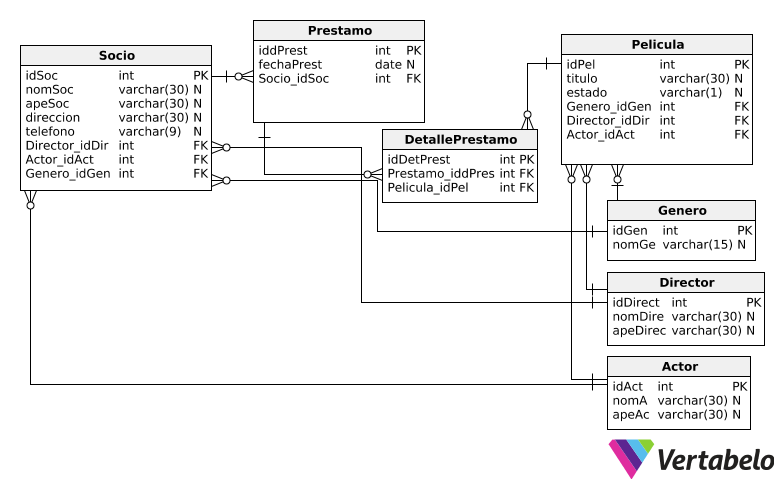 Socio
idSoc int PK
nomSoc varchar(30) N
apeSoc varchar(30) N
direccion varchar(30) N
telefono varchar(9) N
Director_idDir int FK
Actor_idAct int FK
Genero_idGen int FK
Prestamo
iddPrest int PK
fechaPrest date N
Socio_idSoc int FK
DetallePrestamo
idDetPrest int PK
Prestamo_iddPres int FK
Pelicula_idPel int FK
Pelicula
idPel int PK
titulo varchar(30) N
estado varchar(1) N
Genero_idGen int FK
Director_idDir int FK
Actor_idAct int FK
Genero
idGen int PK
nomGe varchar(15) N
Director
idDirect int PK
nomDire varchar(30) N
apeDirec varchar(30) N
Actor
idAct int PK
nomA varchar(30) N
apeAc varchar(30) N
Vertabelo